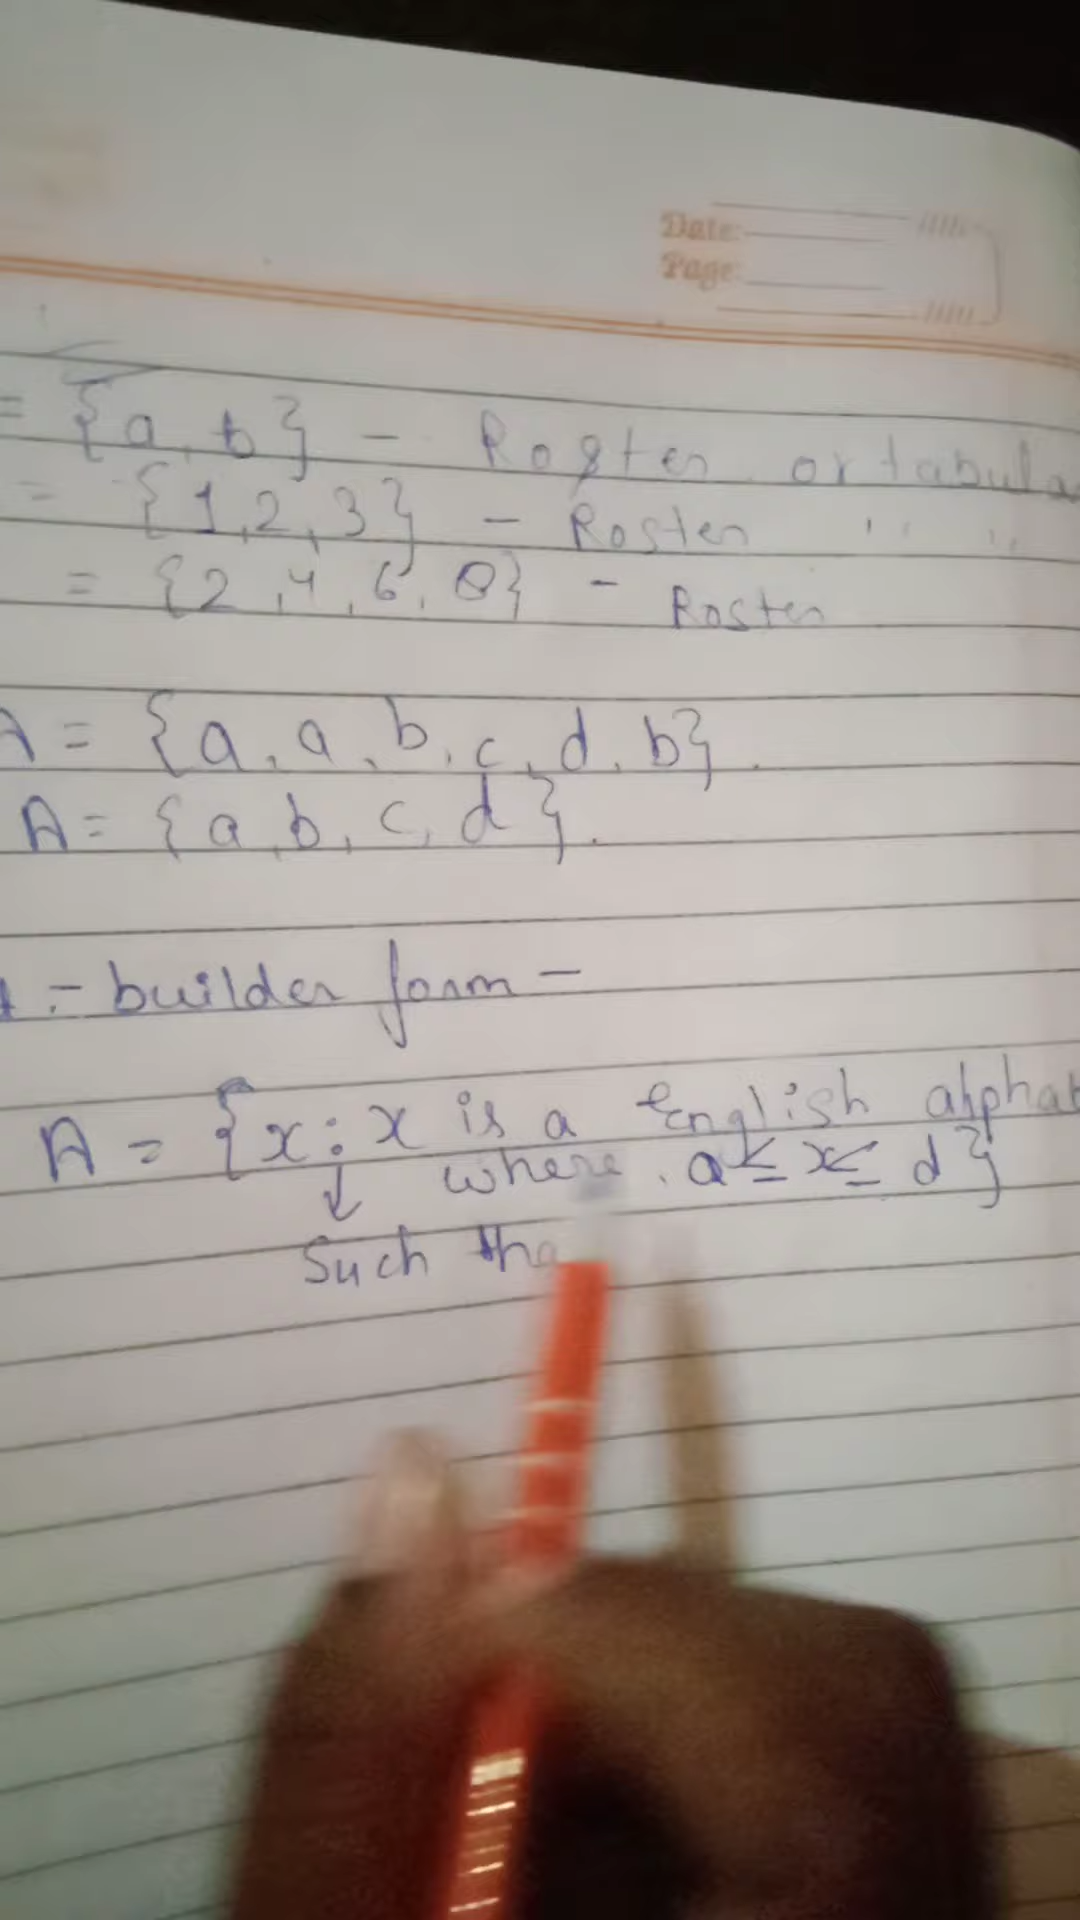 Date:
Page:
= {a, b} - Roster or tabula
= {1, 2, 3} - Roster " "
= {2, 4, 6, 8} - Roster
A = {a, a, b, c, d, b}.
A = {a, b, c, d}.
:- builder form -
A = {x : x is a English alphab
where . a ≤ x ≤ d}
↓
Such tha